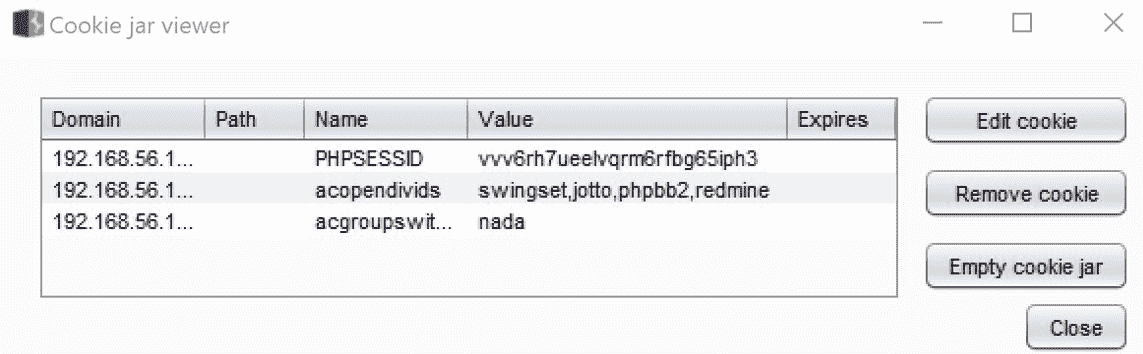 Cookie jar viewer
Domain Path Name Value Expires
192.168.56.1... PHPSESSID vvv6rh7ueelvqrm6rfbg65iph3
192.168.56.1... acopendivids swingset,jotto,phpbb2,redmine
192.168.56.1... acgroupswit... nada
Edit cookie
Remove cookie
Empty cookie jar
Close